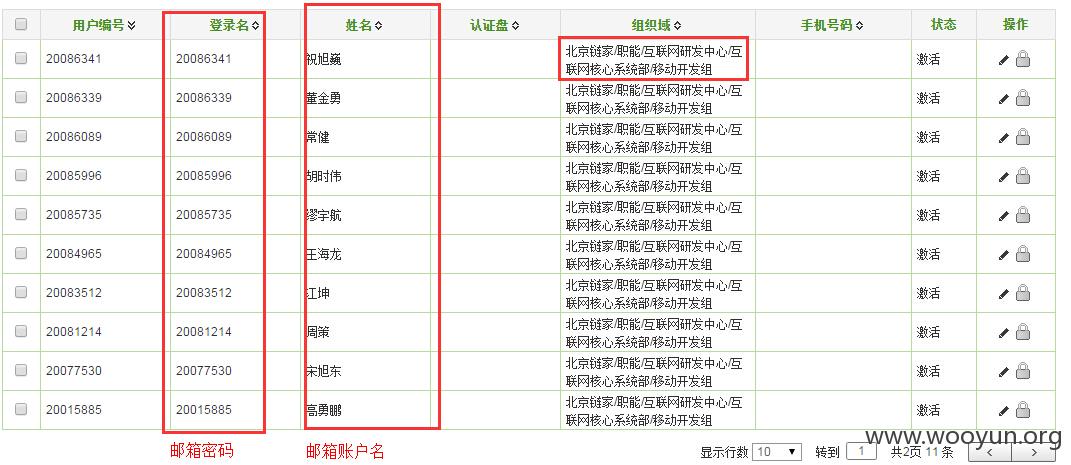 用户编号 登录名 姓名 认证盘 组织域 手机号码 状态 操作
20086341 20086341 祝旭巍 北京链家/职能/互联网研发中心/互 激活
联网核心系统部/移动开发组
20086339 20086339 董金勇 北京链家/职能/互联网研发中心/互 激活
联网核心系统部/移动开发组
20086089 20086089 常健 北京链家/职能/互联网研发中心/互 激活
联网核心系统部/移动开发组
20085996 20085996 胡时伟 北京链家/职能/互联网研发中心/互 激活
联网核心系统部/移动开发组
20085735 20085735 缪宇航 北京链家/职能/互联网研发中心/互 激活
联网核心系统部/移动开发组
20084965 20084965 王海龙 北京链家/职能/互联网研发中心/互 激活
联网核心系统部/移动开发组
20083512 20083512 江坤 北京链家/职能/互联网研发中心/互 激活
联网核心系统部/移动开发组
20081214 20081214 周策 北京链家/职能/互联网研发中心/互 激活
联网核心系统部/移动开发组
20077530 20077530 宋旭东 北京链家/职能/互联网研发中心/互 激活
联网核心系统部/移动开发组
20015885 20015885 高勇鹏 北京链家/职能/互联网研发中心/互 激活
联网核心系统部/移动开发组
邮箱密码 邮箱账户名
显示行数 10 转到 1 共2页 11 条 < >
www.wooyun.org